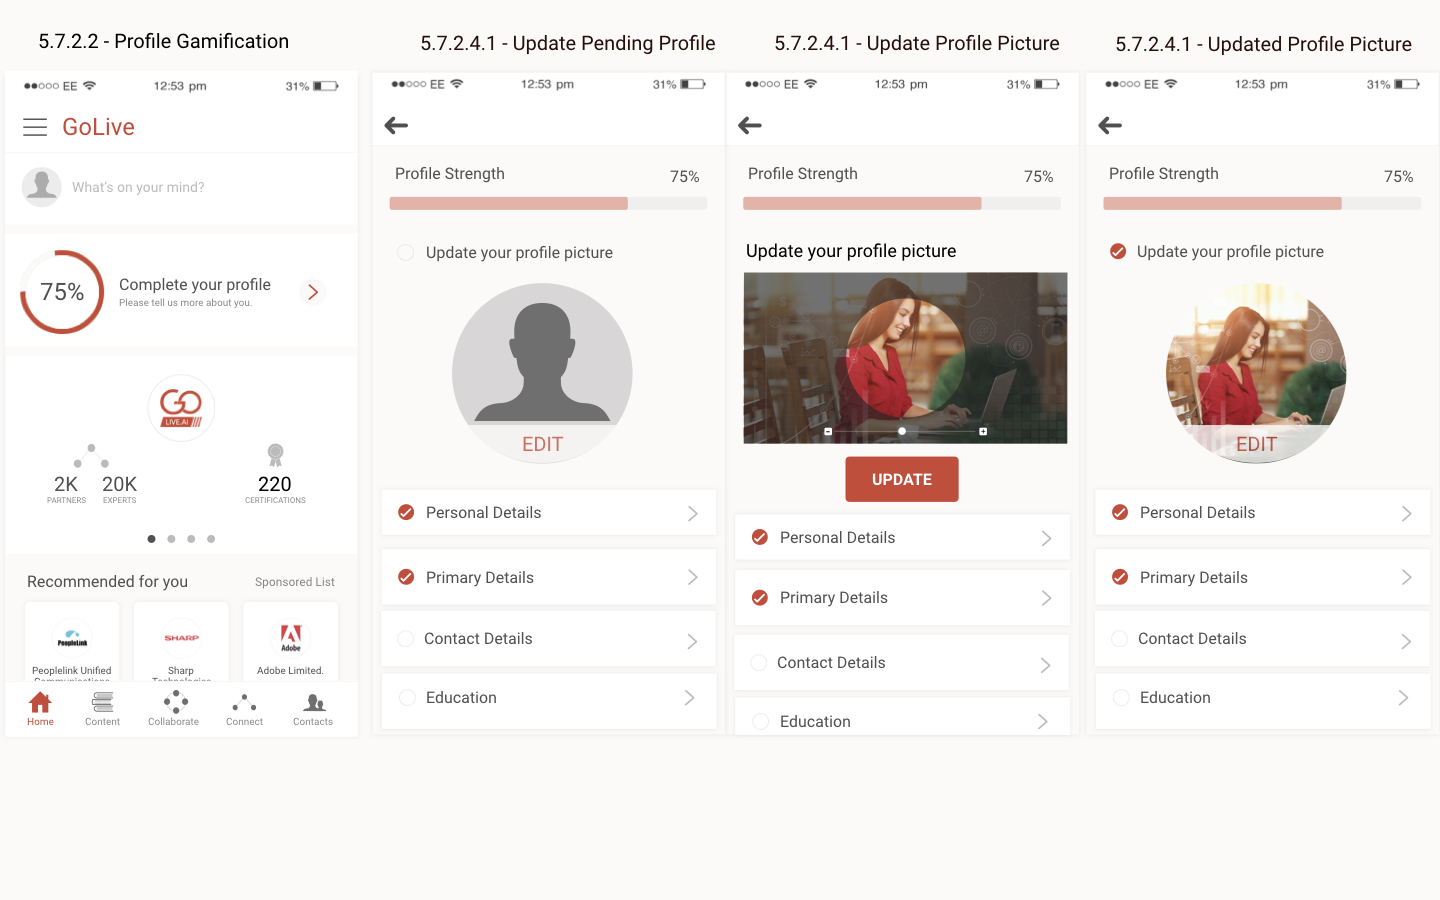 5.7.2.2 - Profile Gamification
EE
12:53 pm
31%
GoLive
What's on your mind?
75%
Complete your profile
Please tell us more about you.
GO
LIVE.AI
2K
PARTNERS
20K
EXPERTS
220
CERTIFICATIONS
Recommended for you
Sponsored List
PeopleLink
Peoplelink Unified
Communications
SHARP
Sharp
Technologies
Adobe
Adobe Limited.
Home
Content
Collaborate
Connect
Contacts
5.7.2.4.1 - Update Pending Profile
EE
12:53 pm
31%
Profile Strength
75%
Update your profile picture
EDIT
Personal Details
Primary Details
Contact Details
Education
5.7.2.4.1 - Update Profile Picture
EE
12:53 pm
31%
Profile Strength
75%
Update your profile picture
UPDATE
Personal Details
Primary Details
Contact Details
Education
5.7.2.4.1 - Updated Profile Picture
EE
12:53 pm
31%
Profile Strength
75%
Update your profile picture
EDIT
Personal Details
Primary Details
Contact Details
Education